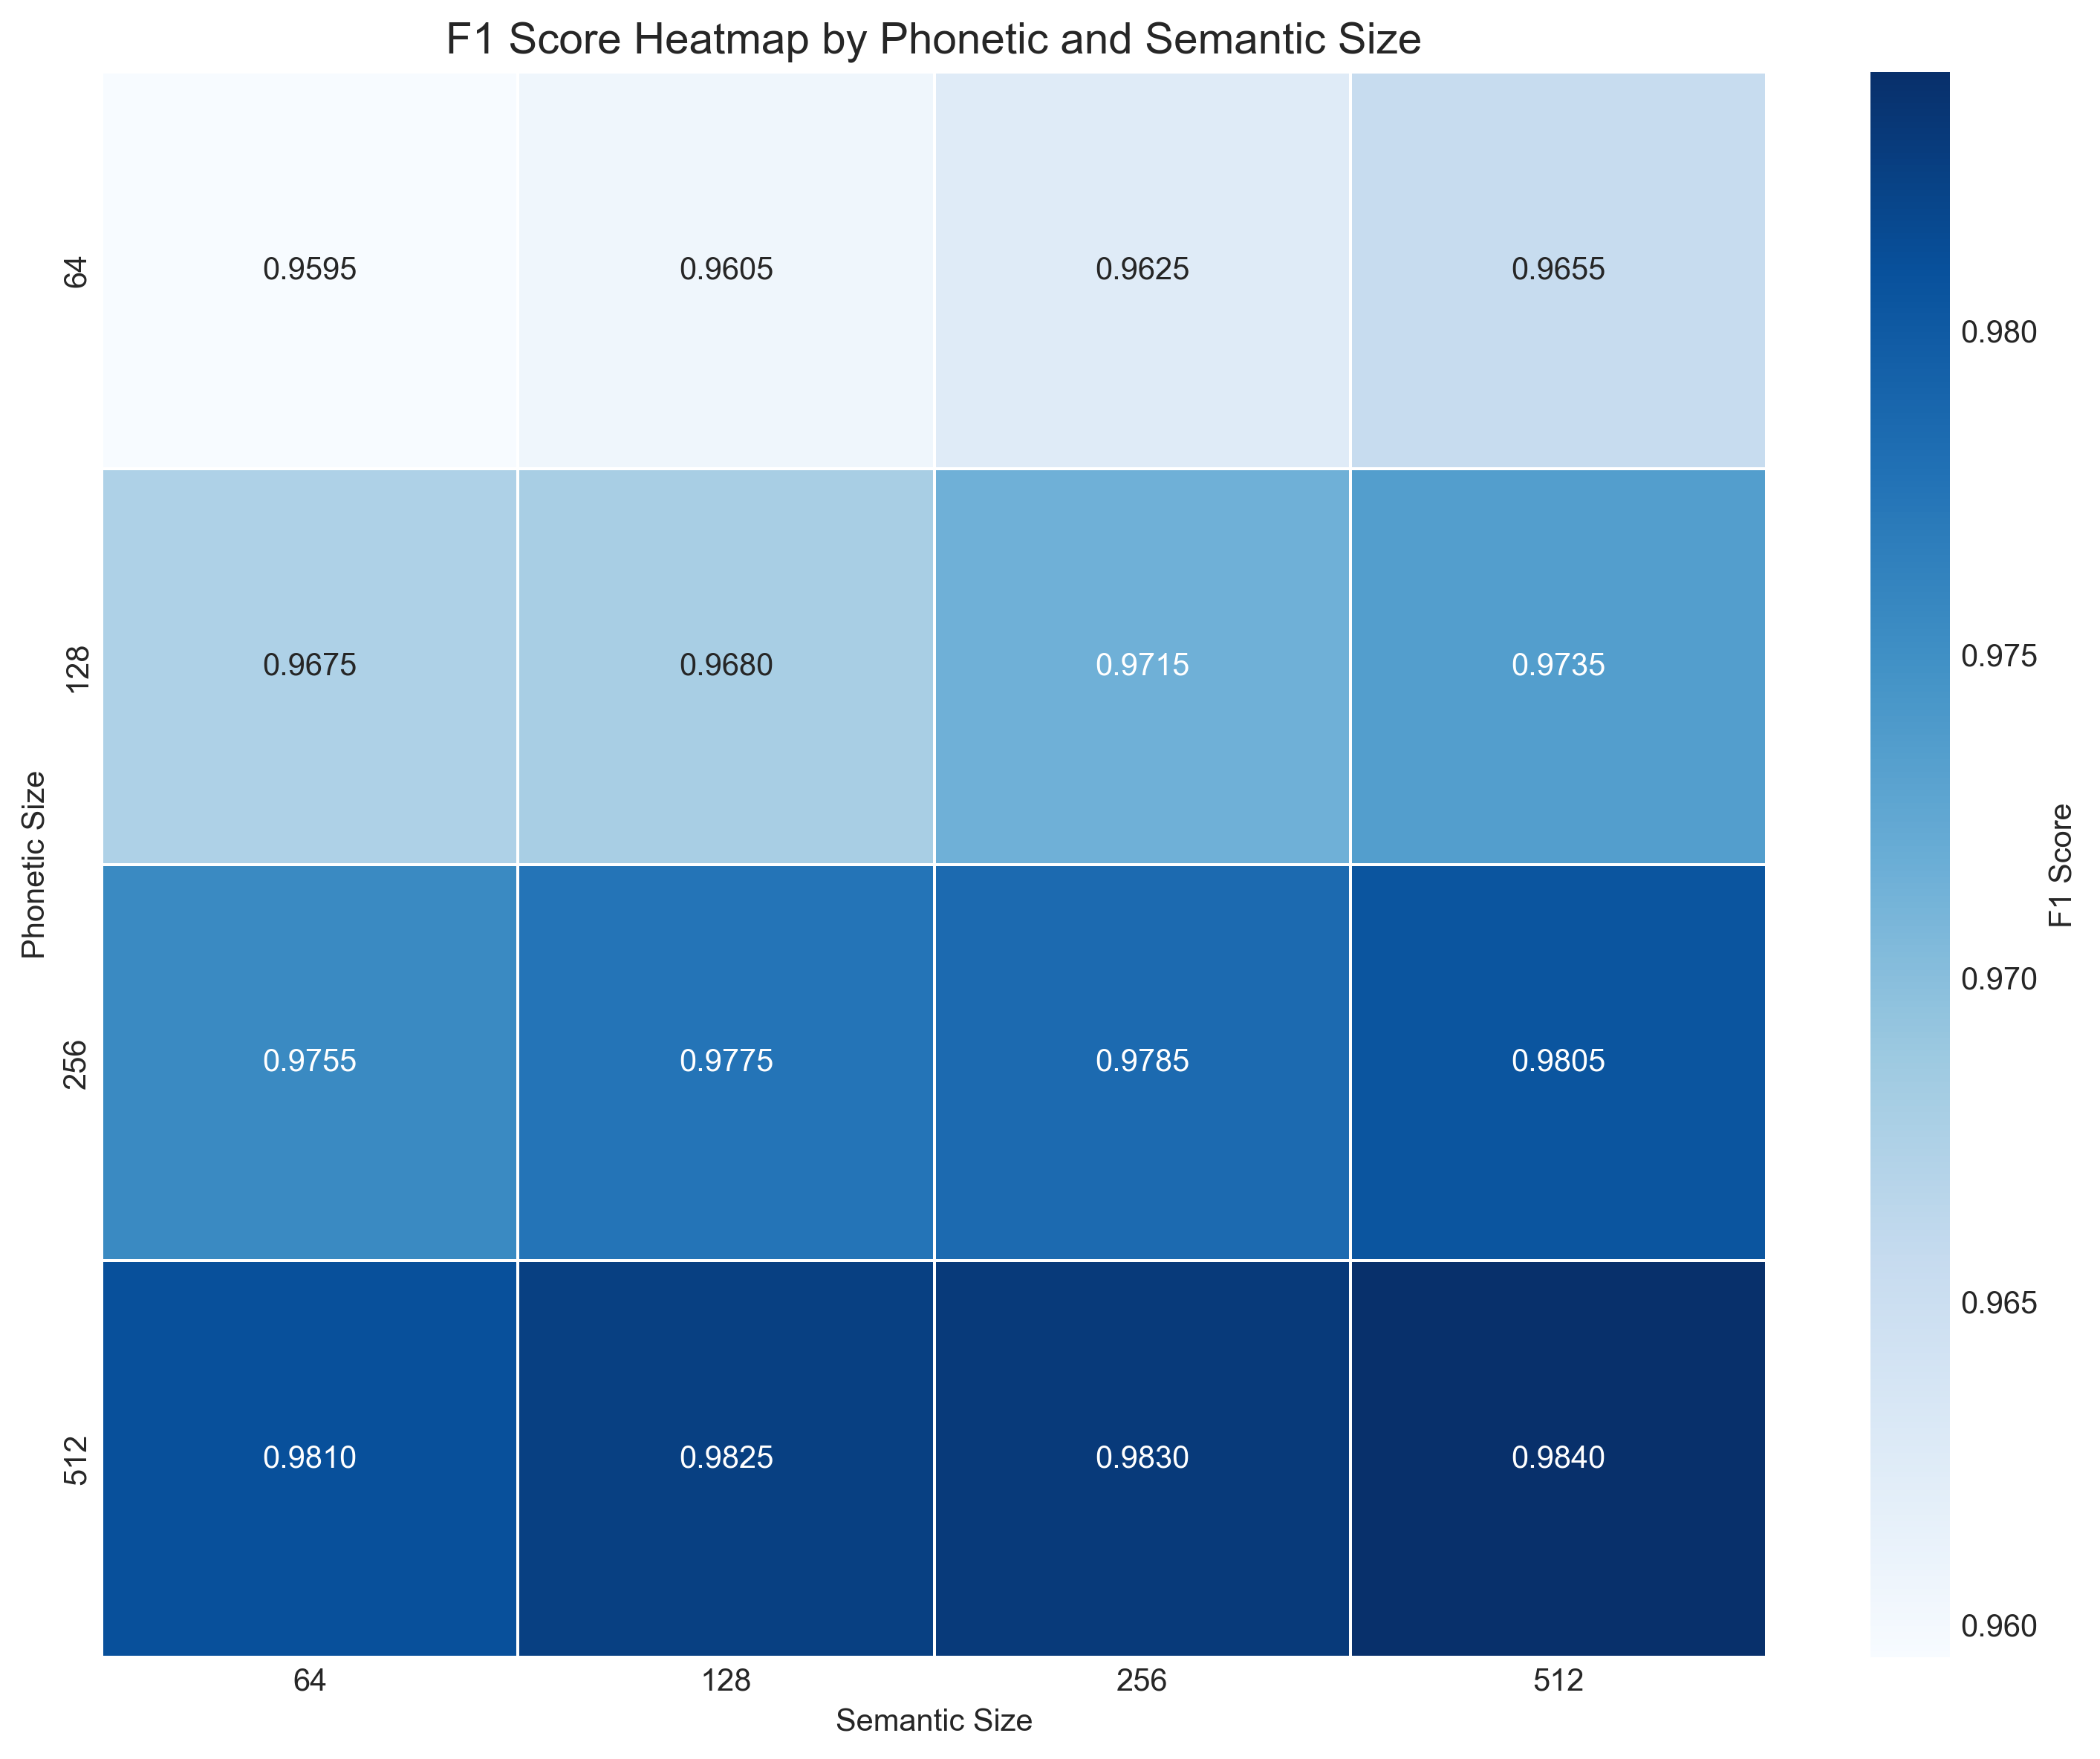 F1 Score Heatmap by Phonetic and Semantic Size
Phonetic Size
64
0.9595 0.9605 0.9625 0.9655
128
0.9675 0.9680 0.9715 0.9735
256
0.9755 0.9775 0.9785 0.9805
512
0.9810 0.9825 0.9830 0.9840
64 128 256 512
Semantic Size
0.980
0.975
0.970
0.965
0.960
F1 Score